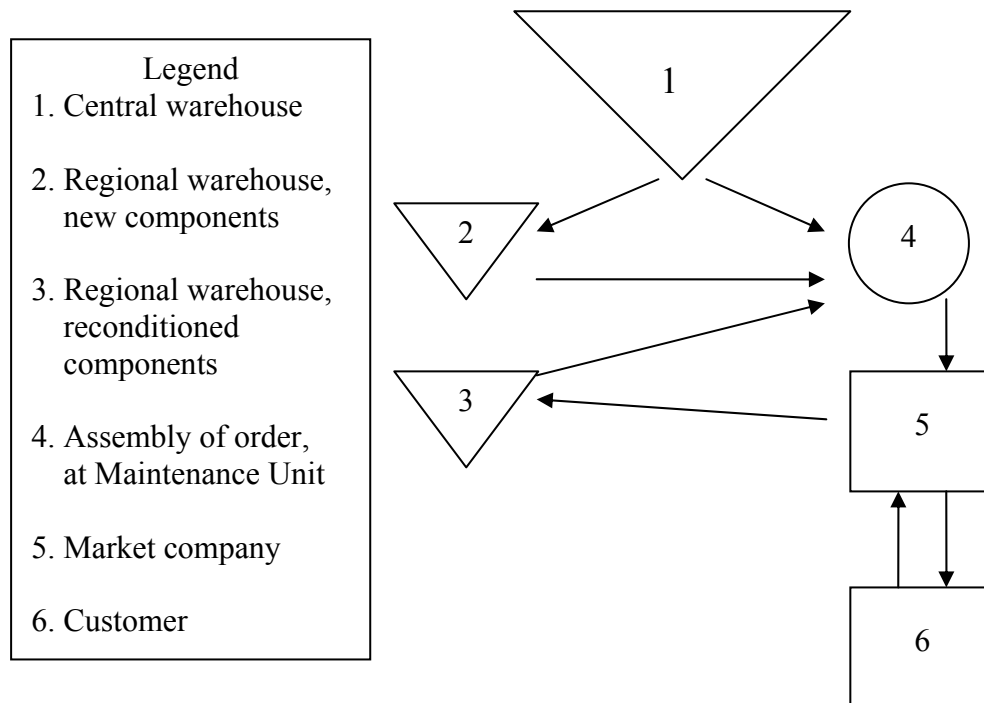 Legend
1. Central warehouse
2. Regional warehouse,
new components
3. Regional warehouse,
reconditioned
components
4. Assembly of order,
at Maintenance Unit
5. Market company
6. Customer
1
2
4
3
5
6